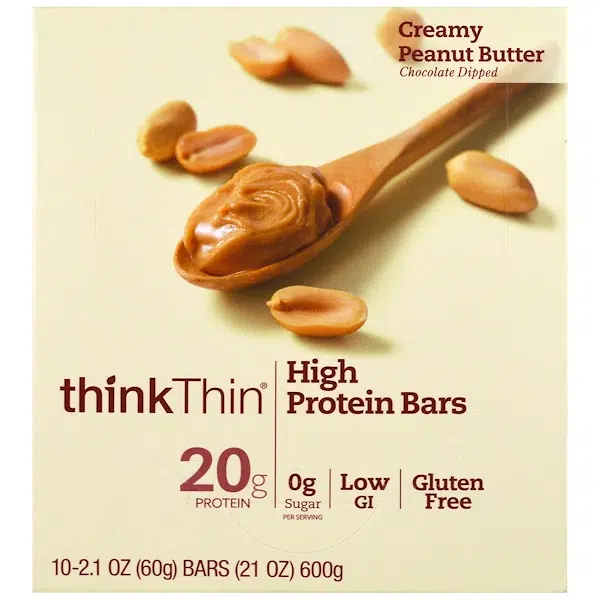 Creamy
Peanut Butter
Chocolate Dipped
thinkThin®
High
Protein Bars
20g
PROTEIN
0g
Sugar
PER SERVING
Low
GI
Gluten
Free
10-2.1 OZ (60g) BARS (21 OZ) 600g